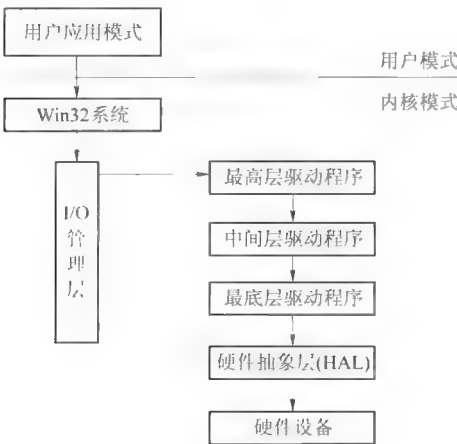 用户应用模式
用户模式
内核模式
Win32系统
I/O
管
理
层
最高层驱动程序
中间层驱动程序
最底层驱动程序
硬件抽象层(HAL)
硬件设备